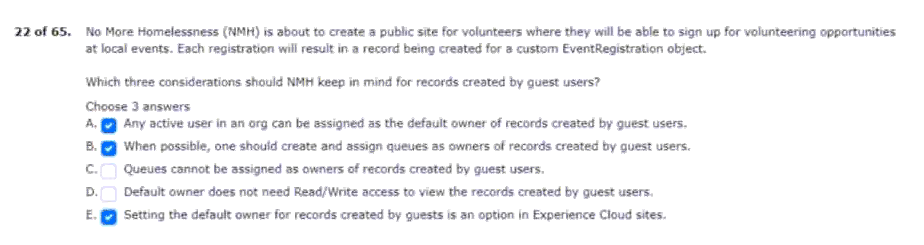 22 of 65. No More Homelessness (NMH) is about to create a public site for volunteers where they will be able to sign up for volunteering opportunities
at local events. Each registration will result in a record being created for a custom EventRegistration object.
Which three considerations should NMH keep in mind for records created by guest users?
Choose 3 answers
A. Any active user in an org can be assigned as the default owner of records created by guest users.
B. When possible, one should create and assign queues as owners of records created by guest users.
C. Queues cannot be assigned as owners of records created by guest users.
D. Default owner does not need Read/Write access to view the records created by guest users.
E. Setting the default owner for records created by guests is an option in Experience Cloud sites.